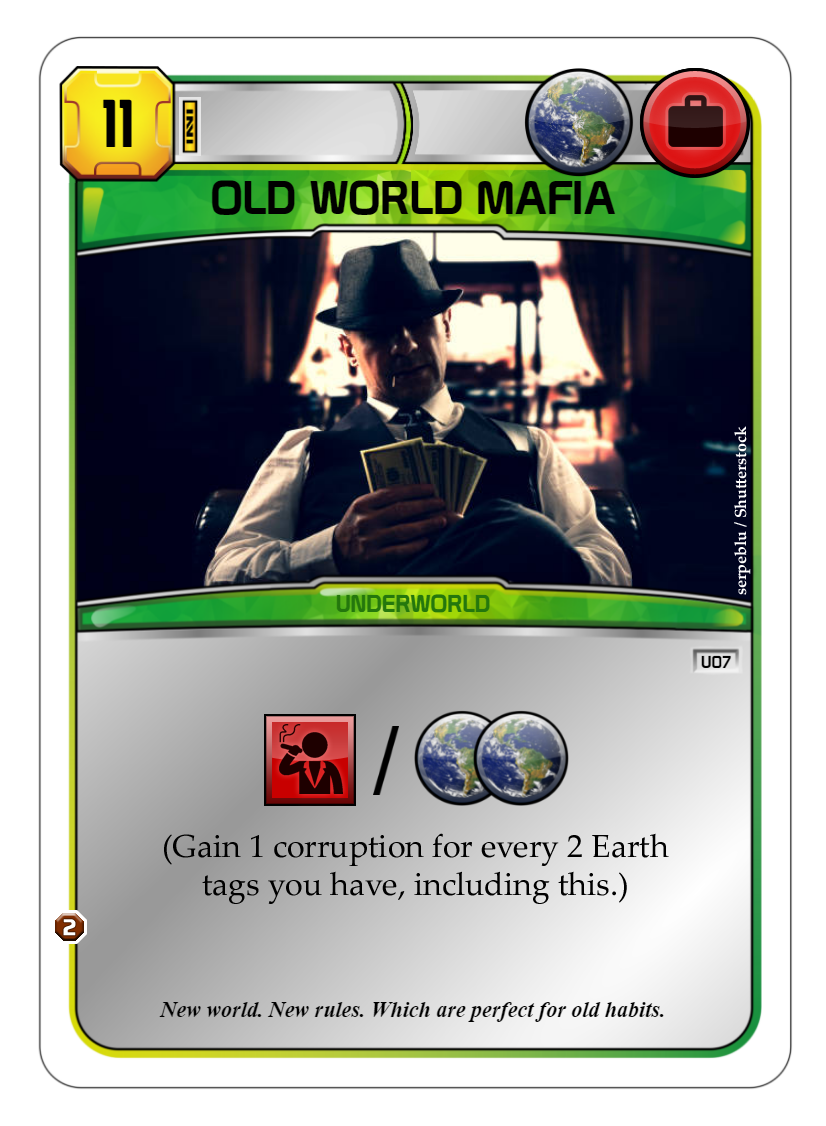 11
OLD WORLD MAFIA
serpeblu / Shutterstock
UNDERWORLD
U07
/
(Gain 1 corruption for every 2 Earth
tags you have, including this.)
2
New world. New rules. Which are perfect for old habits.